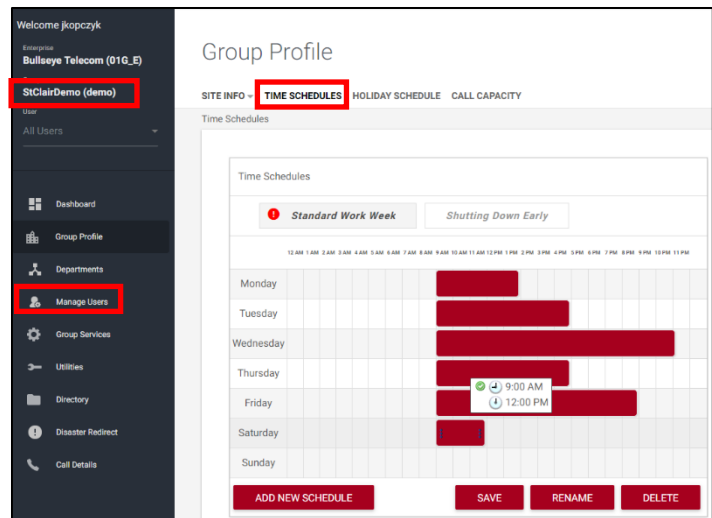 Welcome jkopczyk
Enterprise
Bullseye Telecom (01G_E)
StClairDemo (demo)
User
All Users
Dashboard
Group Profile
Departments
Manage Users
Group Services
Utilities
Directory
Disaster Redirect
Call Details
Group Profile
SITE INFO TIME SCHEDULES HOLIDAY SCHEDULE CALL CAPACITY
Time Schedules
Time Schedules
Standard Work Week Shutting Down Early
12 AM 1 AM 2 AM 3 AM 4 AM 5 AM 6 AM 7 AM 8 AM 9 AM 10 AM 11 AM 12 PM 1 PM 2 PM 3 PM 4 PM 5 PM 6 PM 7 PM 8 PM 9 PM 10 PM 11 PM
Monday
Tuesday
Wednesday
Thursday
9:00 AM
12:00 PM
Friday
Saturday
Sunday
ADD NEW SCHEDULE SAVE RENAME DELETE